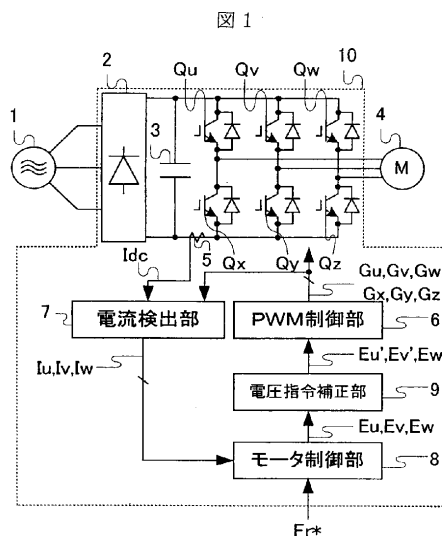 図1
2
10
Qu
Qv
Qw
1
3
4
M
5
Idc
Qx
Qy
Qz
Gu,Gv,Gw
Gx,Gy,Gz
7
電流検出部
PWM制御部
6
Iu,Iv,Iw
Eu',Ev',Ew'
電圧指令補正部
9
Eu,Ev,Ew
モータ制御部
8
Fr*